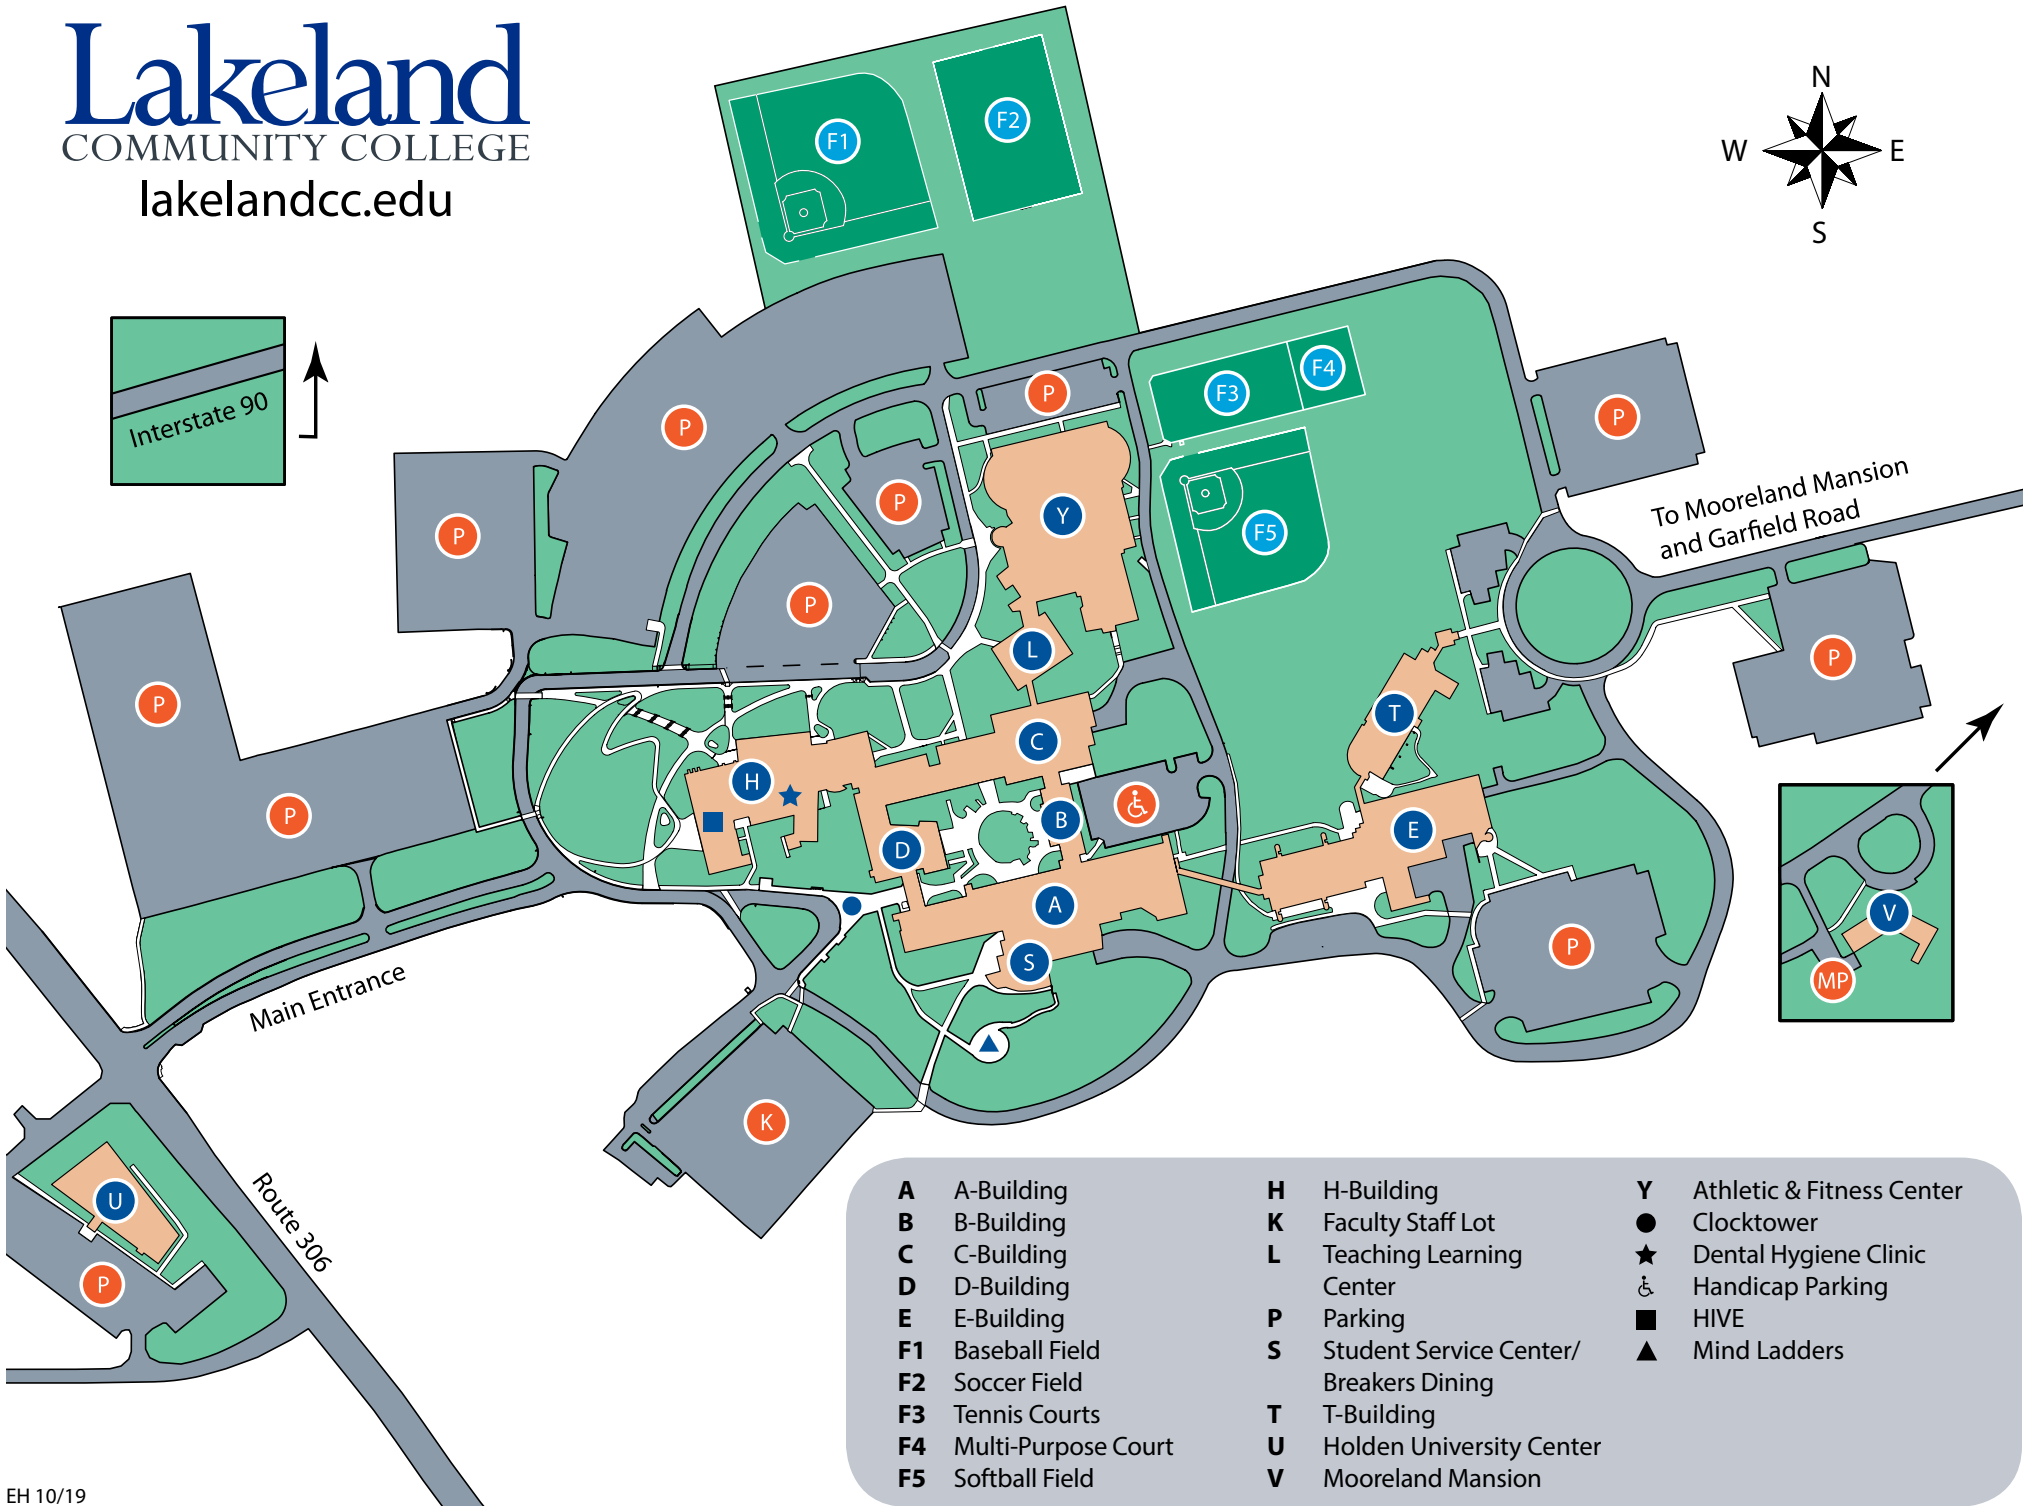 Lakeland
COMMUNITY COLLEGE
lakelandcc.edu
N
W
E
S
F1
F2
Interstate 90
P
F3
F4
P
P
P
P
Y
F5
P
To Mooreland Mansion
and Garfield Road
P
L
P
P
T
C
H
P
B
E
D
A
V
S
P
MP
Main Entrance
K
U
Route 306
P
A A-Building
B B-Building
C C-Building
D D-Building
E E-Building
F1 Baseball Field
F2 Soccer Field
F3 Tennis Courts
F4 Multi-Purpose Court
F5 Softball Field
H H-Building
K Faculty Staff Lot
L Teaching Learning
Center
P Parking
S Student Service Center/
Breakers Dining
T T-Building
U Holden University Center
V Mooreland Mansion
Y Athletic & Fitness Center
Clocktower
Dental Hygiene Clinic
Handicap Parking
HIVE
Mind Ladders
EH 10/19